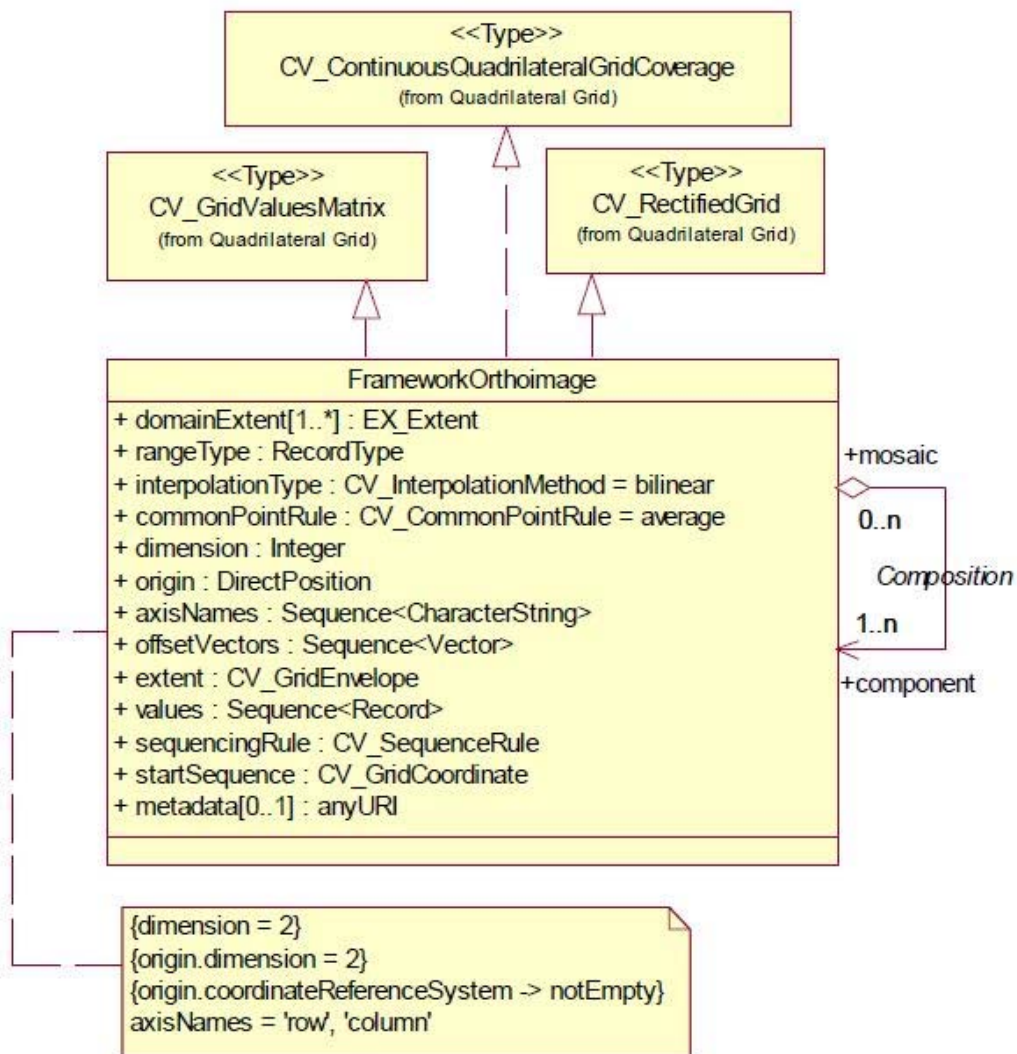 <<Type>>
CV_ContinuousQuadrilateralGridCoverage
(from Quadrilateral Grid)
<<Type>>
CV_GridValuesMatrix
(from Quadrilateral Grid)
<<Type>>
CV_RectifiedGrid
(from Quadrilateral Grid)
FrameworkOrthoimage
+ domainExtent[1..*] : EX_Extent
+ rangeType : RecordType
+ interpolationType : CV_InterpolationMethod = bilinear
+ commonPointRule : CV_CommonPointRule = average
+ dimension : Integer
+ origin : DirectPosition
+ axisNames : Sequence<CharacterString>
+ offsetVectors : Sequence<Vector>
+ extent : CV_GridEnvelope
+ values : Sequence<Record>
+ sequencingRule : CV_SequenceRule
+ startSequence : CV_GridCoordinate
+ metadata[0..1] : anyURI
+mosaic
0..n
Composition
1..n
+component
{dimension = 2}
{origin.dimension = 2}
{origin.coordinateReferenceSystem -> notEmpty}
axisNames = 'row', 'column'